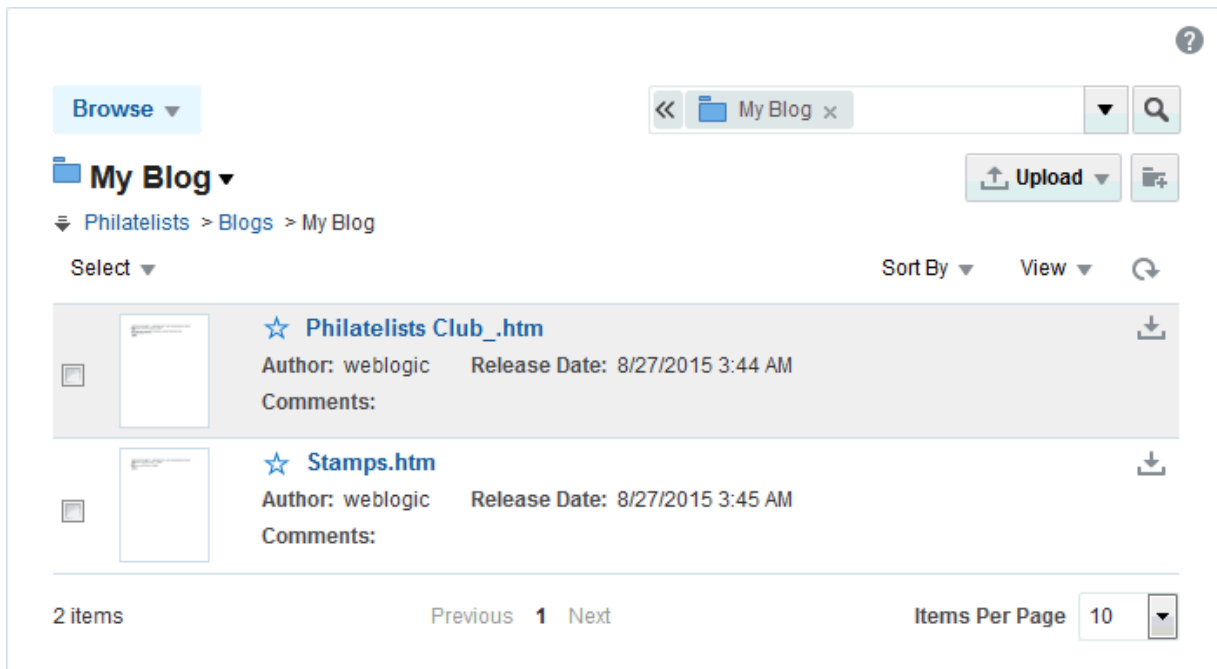 Browse
My Blog
My Blog
Upload
Philatelists > Blogs > My Blog
Select
Sort By View
Philatelists Club_.htm
Author: weblogic Release Date: 8/27/2015 3:44 AM
Comments:
Stamps.htm
Author: weblogic Release Date: 8/27/2015 3:45 AM
Comments:
2 items Previous 1 Next Items Per Page 10